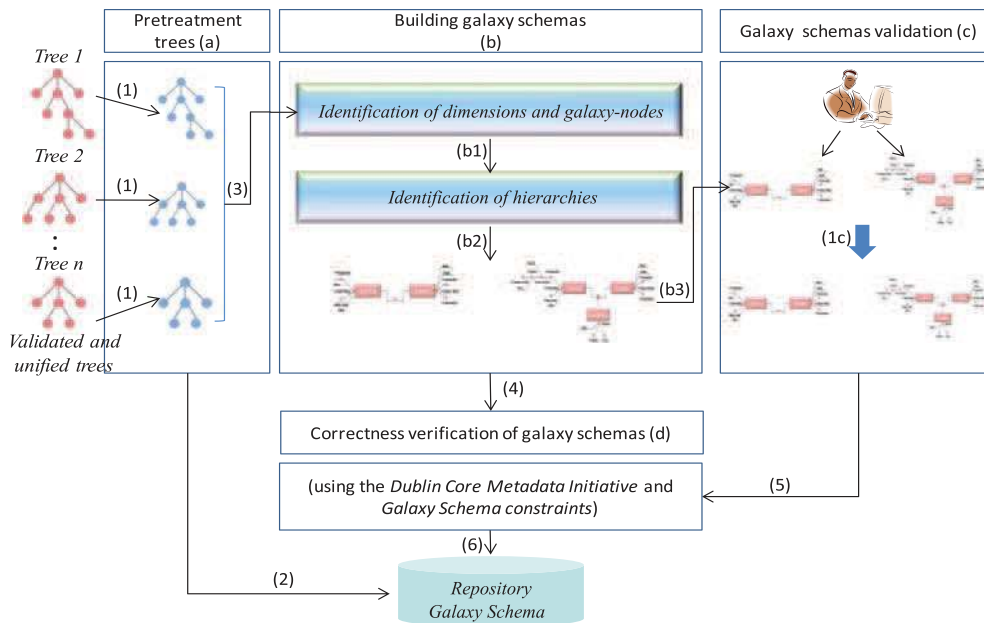 Pretreatment
trees (a)
Building galaxy schemas
(b)
Galaxy schemas validation (c)
Tree 1
(1)
Tree 2
(1)
:
Tree n
(1)
Validated and
unified trees
(3)
Identification of dimensions and galaxy-nodes
(b1)
Identification of hierarchies
(b2)
(b3)
(1c)
(4)
Correctness verification of galaxy schemas (d)
(using the Dublin Core Metadata Initiative and
Galaxy Schema constraints)
(5)
(6)
(2)
Repository
Galaxy Schema